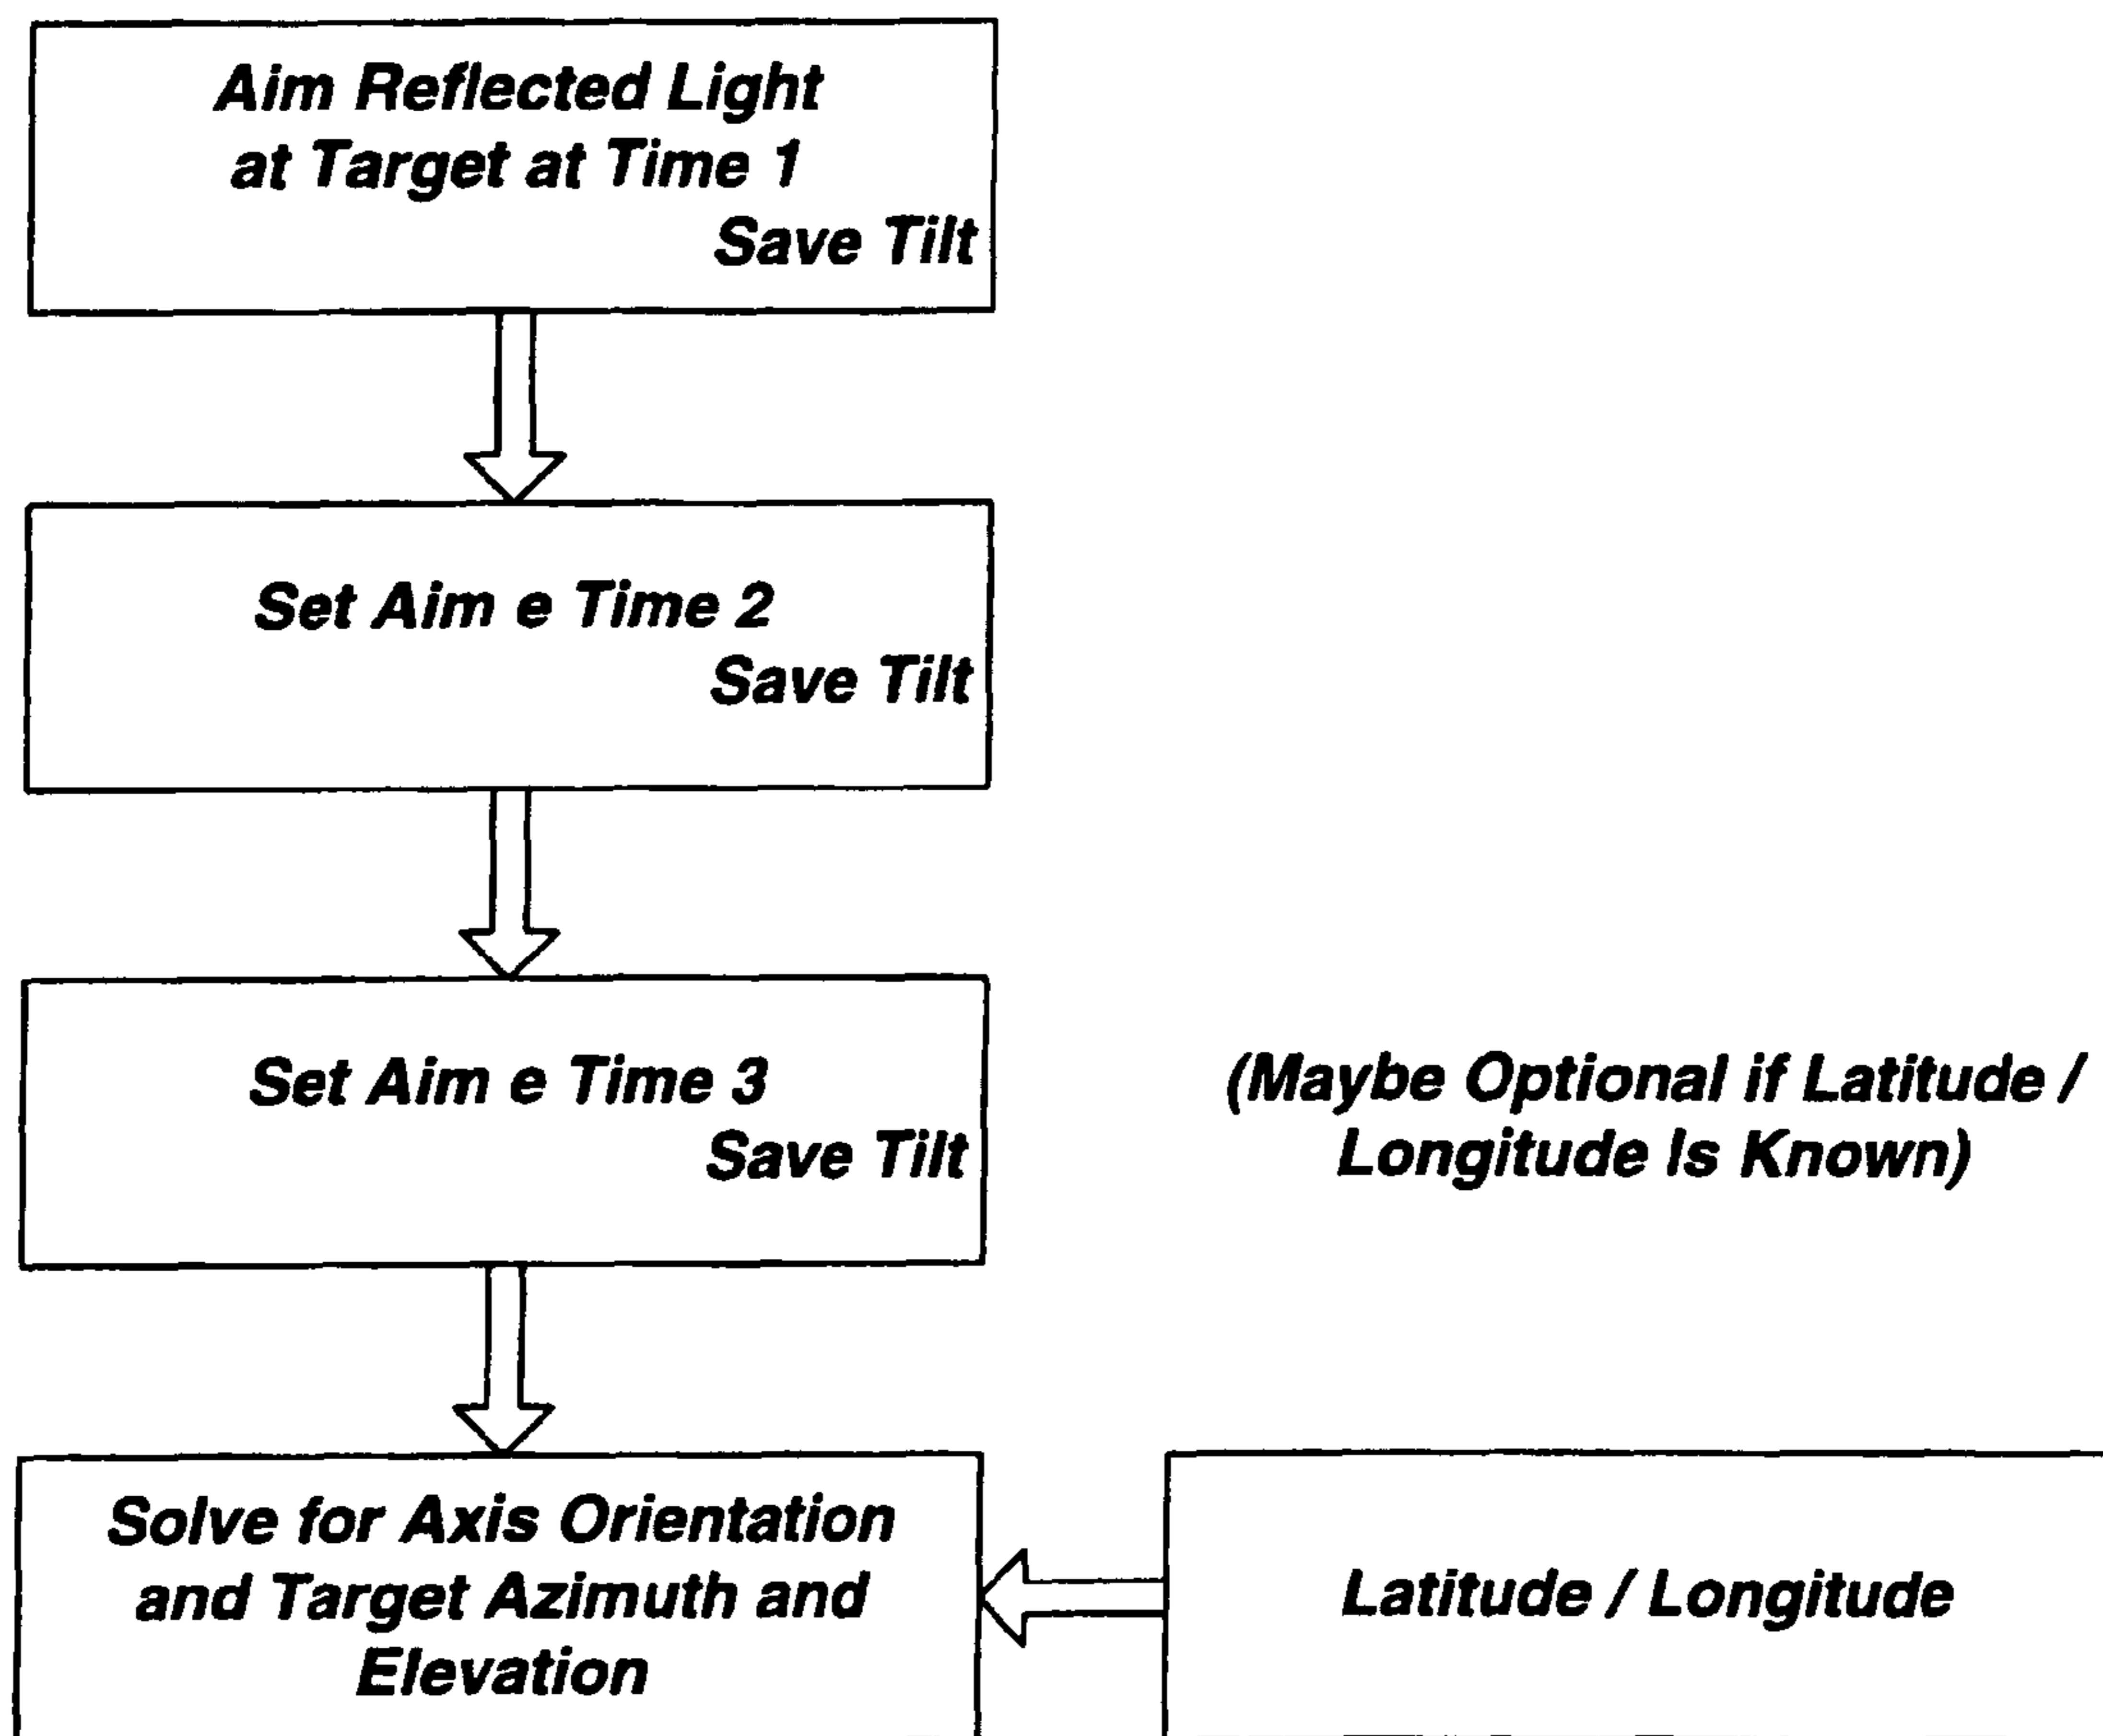 Aim Reflected Light
at Target at Time 1
Save Tilt
Set Aim e Time 2
Save Tilt
Set Aim e Time 3
Save Tilt
(Maybe Optional if Latitude /
Longitude Is Known)
Solve for Axis Orientation
and Target Azimuth and
Elevation
Latitude / Longitude